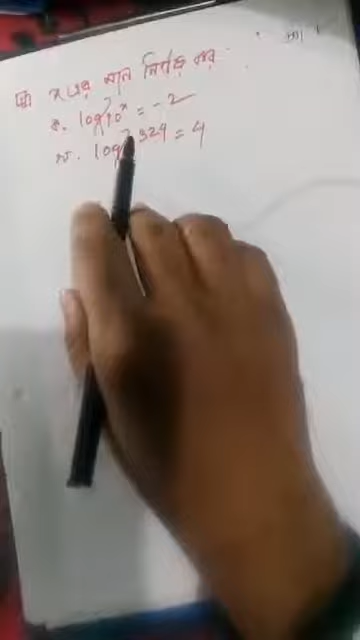 x এর মান নির্ণয় কর
ক. log10^x = -2
খ. log 324 = 4